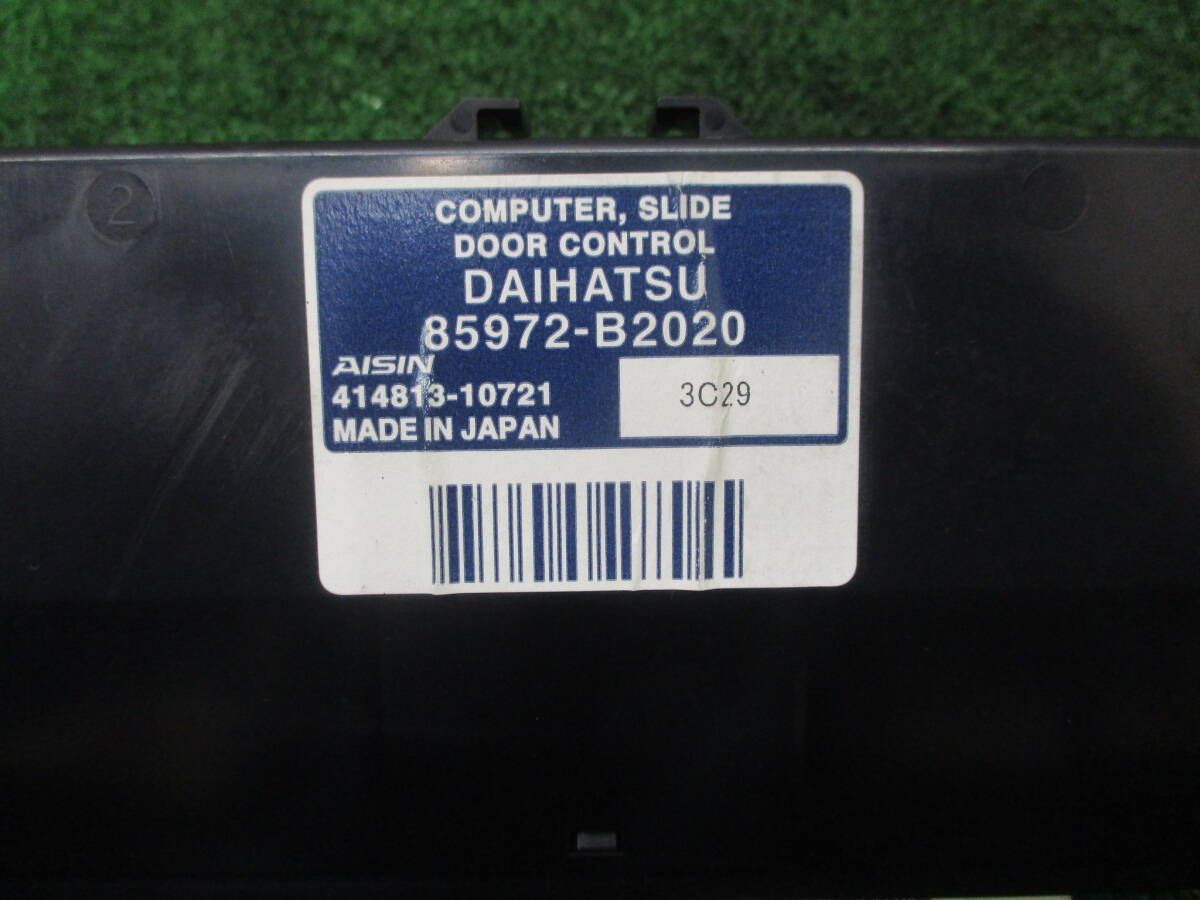 2
COMPUTER, SLIDE
DOOR CONTROL
DAIHATSU
85972-B2020
AISIN
414813-10721
3C29
MADE IN JAPAN